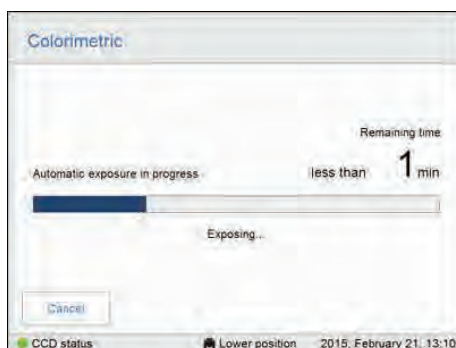 Colorimetric
Remaining time
Automatic exposure in progress less than 1 min
Exposing...
Cancel
CCD status Lower position 2015, February 21, 13:10